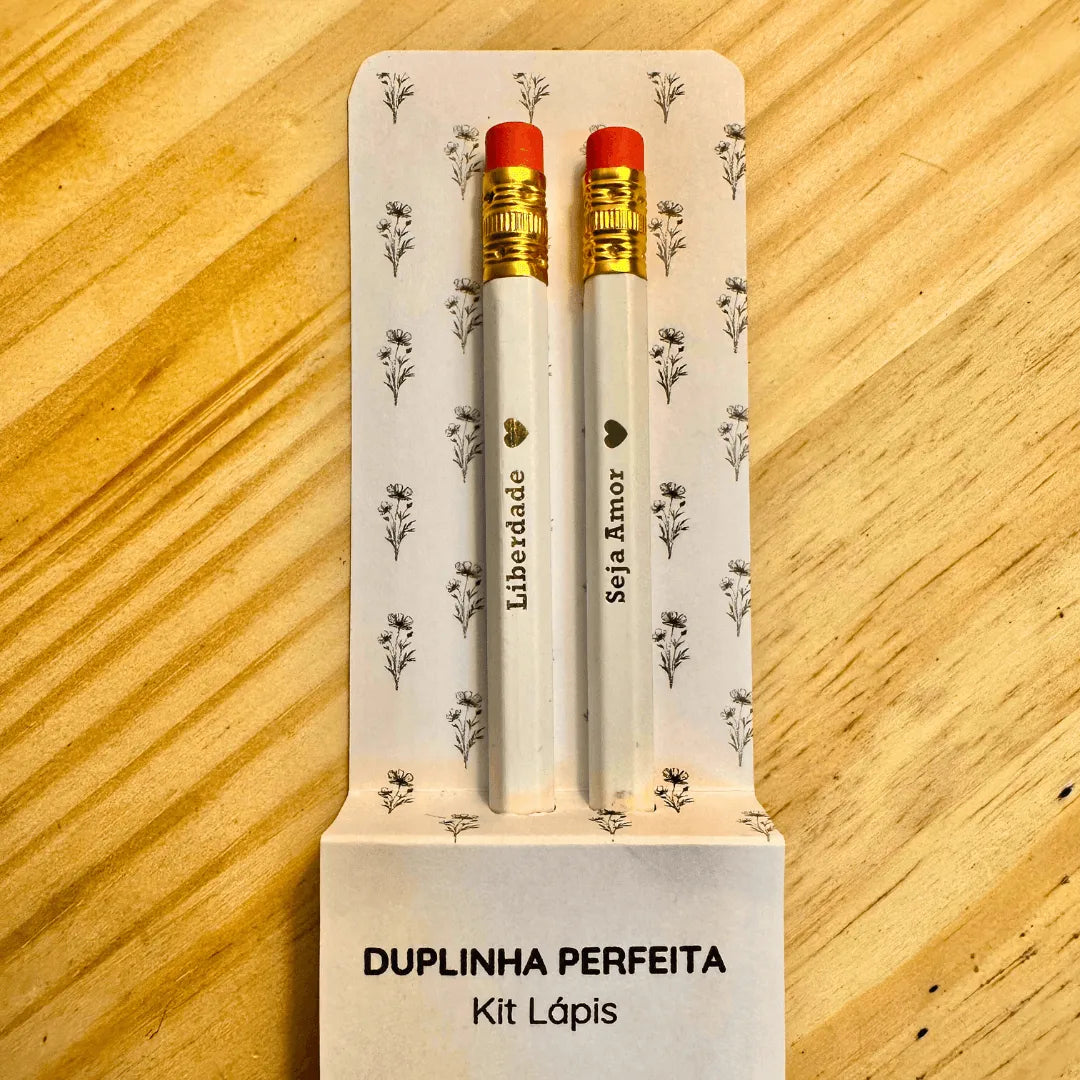 Liberdade
Seja Amor
DUPLINHA PERFEITA
Kit Lápis